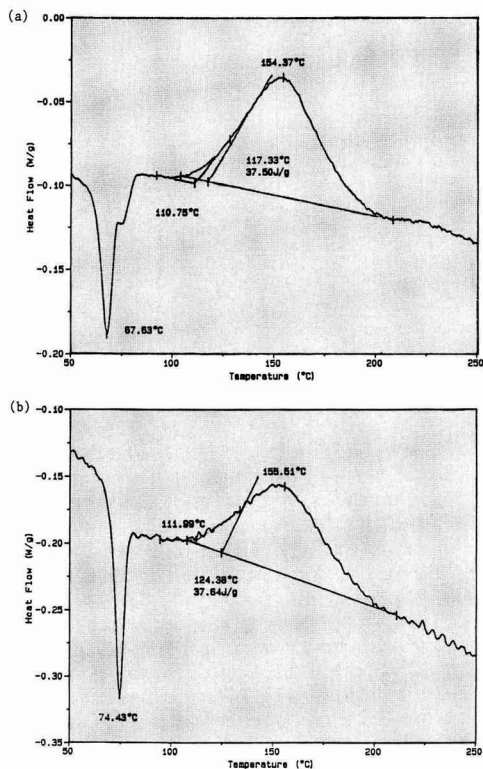 (a)
0.00
-0.05
-0.10
-0.15
-0.20
Heat Flow (W/g)
154.37°C
117.33°C
37.50J/g
110.75°C
67.63°C
50
100
150
200
250
Temperature (°C)
(b)
-0.10
-0.15
-0.20
-0.25
-0.30
-0.35
Heat Flow (W/g)
155.51°C
111.99°C
124.38°C
37.64J/g
74.43°C
50
100
150
200
250
Temperature (°C)